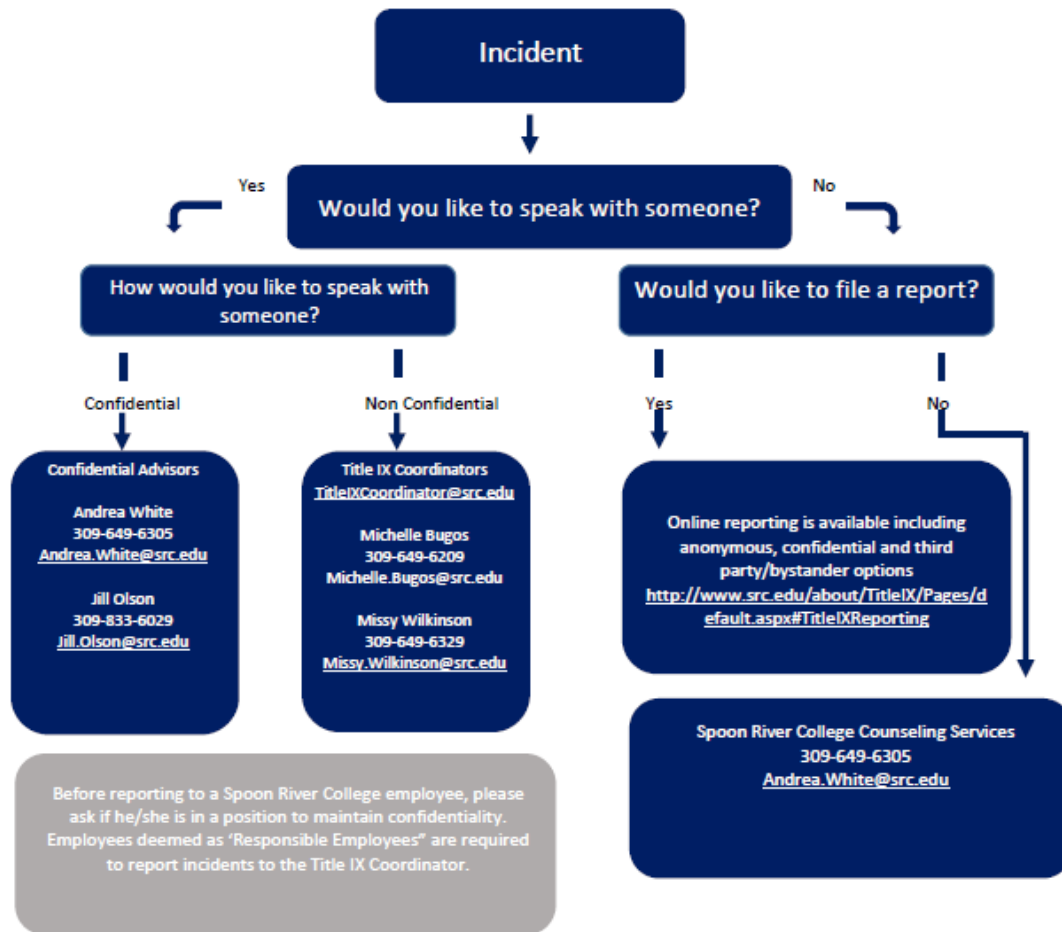 Incident
Yes
Would you like to speak with someone?
No
How would you like to speak with
someone?
Would you like to file a report?
Confidential
Non Confidential
Yes
No
Confidential Advisors
Andrea White
309-649-6305
Andrea.White@src.edu
Jill Olson
309-833-6029
Jill.Olson@src.edu
Title IX Coordinators
TitleIXCoordinator@src.edu
Michelle Bugos
309-649-6209
Michelle.Bugos@src.edu
Missy Wilkinson
309-649-6329
Missy.Wilkinson@src.edu
Online reporting is available including
anonymous, confidential and third
party/bystander options
http://www.src.edu/about/TitleIX/Pages/d
efault.aspx#TitleIXReporting
Spoon River College Counseling Services
309-649-6305
Andrea.White@src.edu
Before reporting to a Spoon River College employee, please
ask if he/she is in a position to maintain confidentiality.
Employees deemed as ‘Responsible Employees” are required
to report incidents to the Title IX Coordinator.